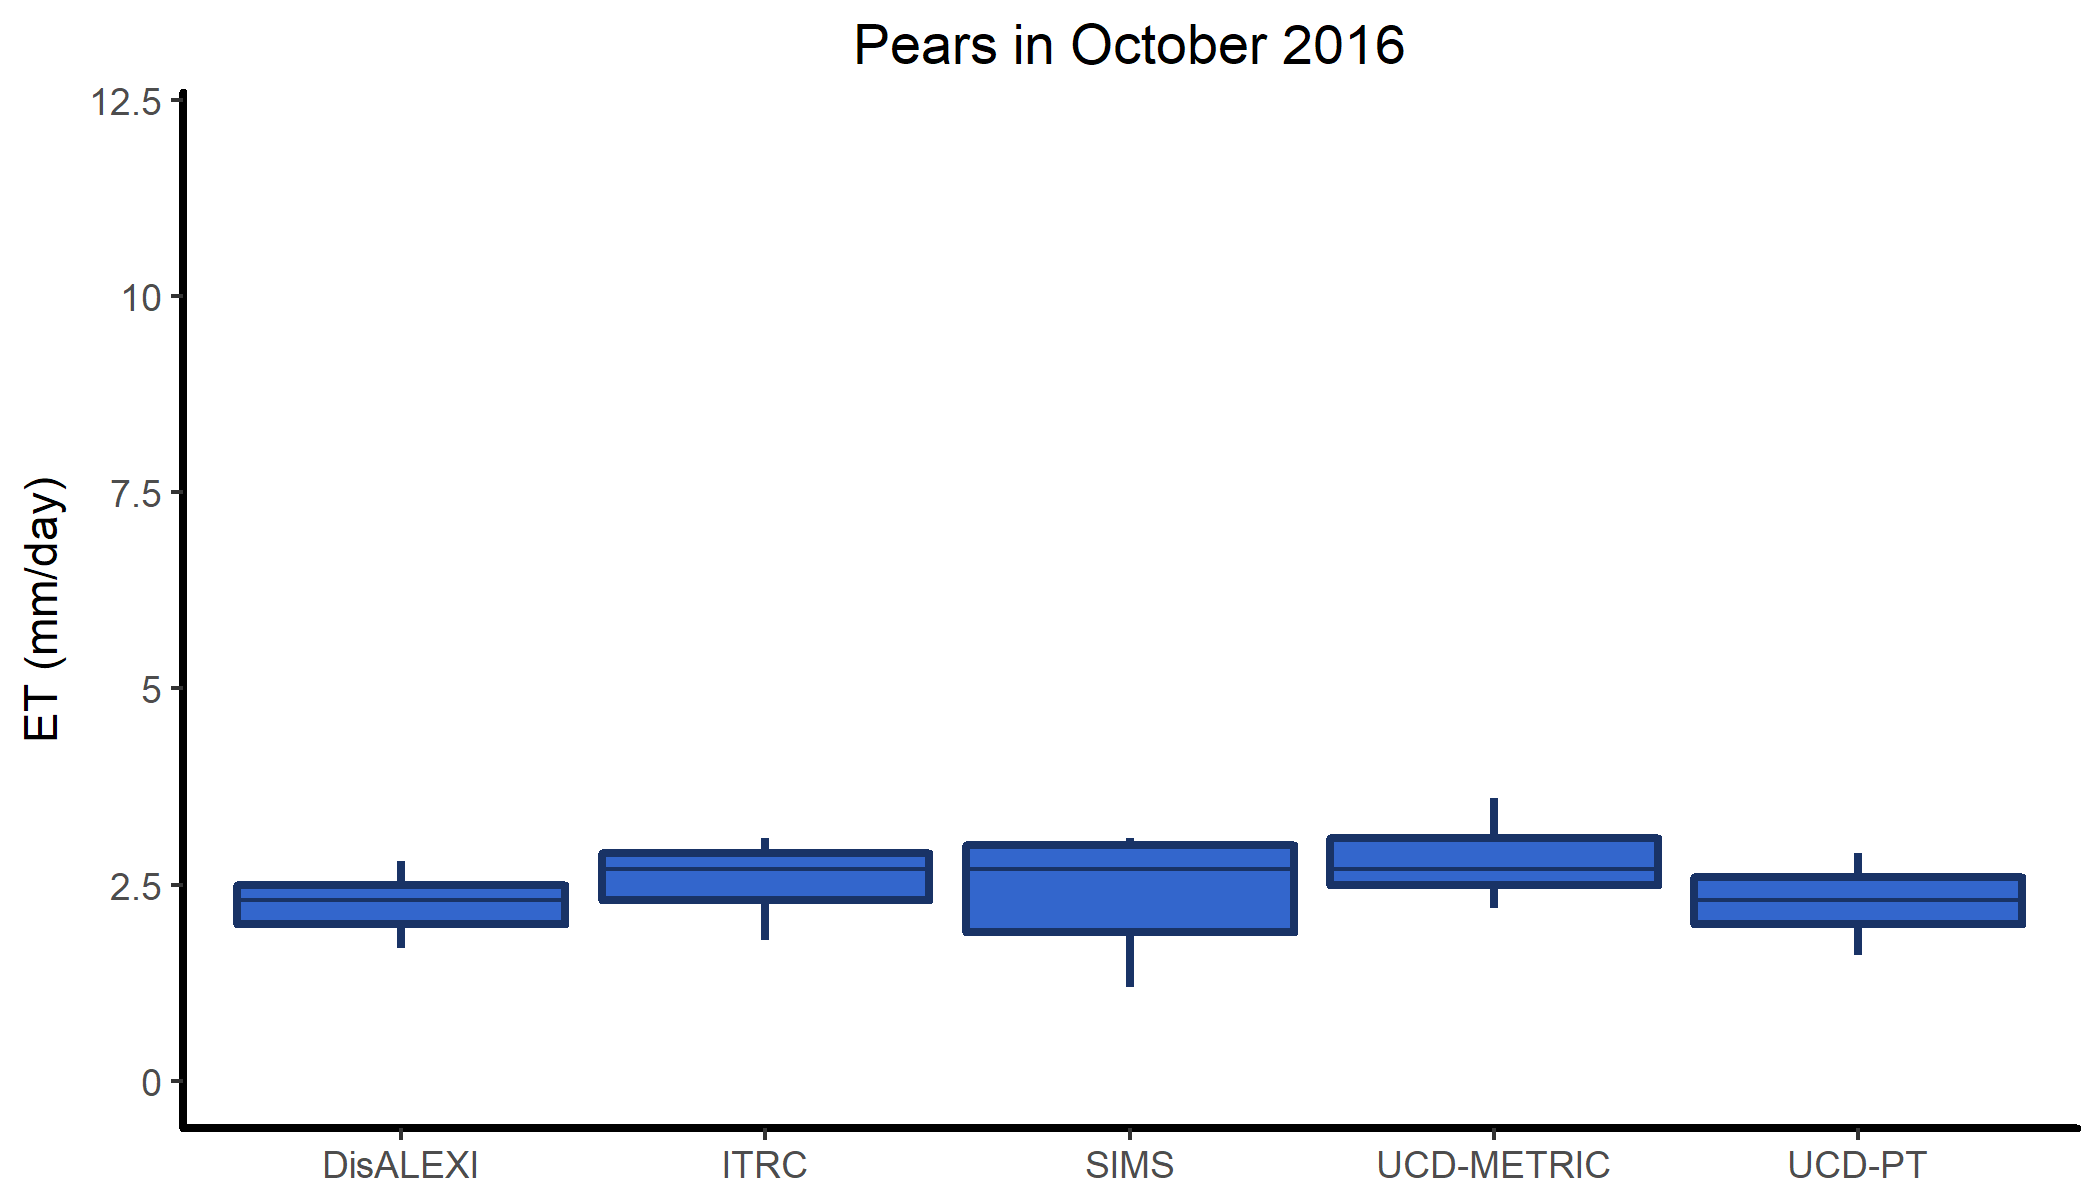 Pears in October 2016
ET (mm/day)
12.5
10
7.5
5
2.5
0
DisALEXI ITRC SIMS UCD-METRIC UCD-PT